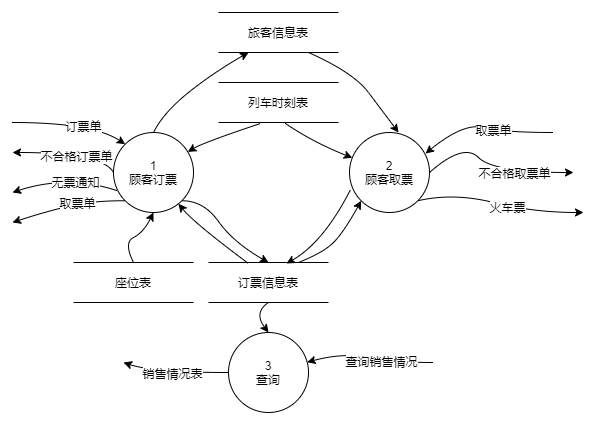 旅客信息表
列车时刻表
订票单
取票单
不合格订票单
1
顾客订票
2
顾客取票
不合格取票单
无票通知
取票单
火车票
座位表
订票信息表
3
查询
查询销售情况
销售情况表